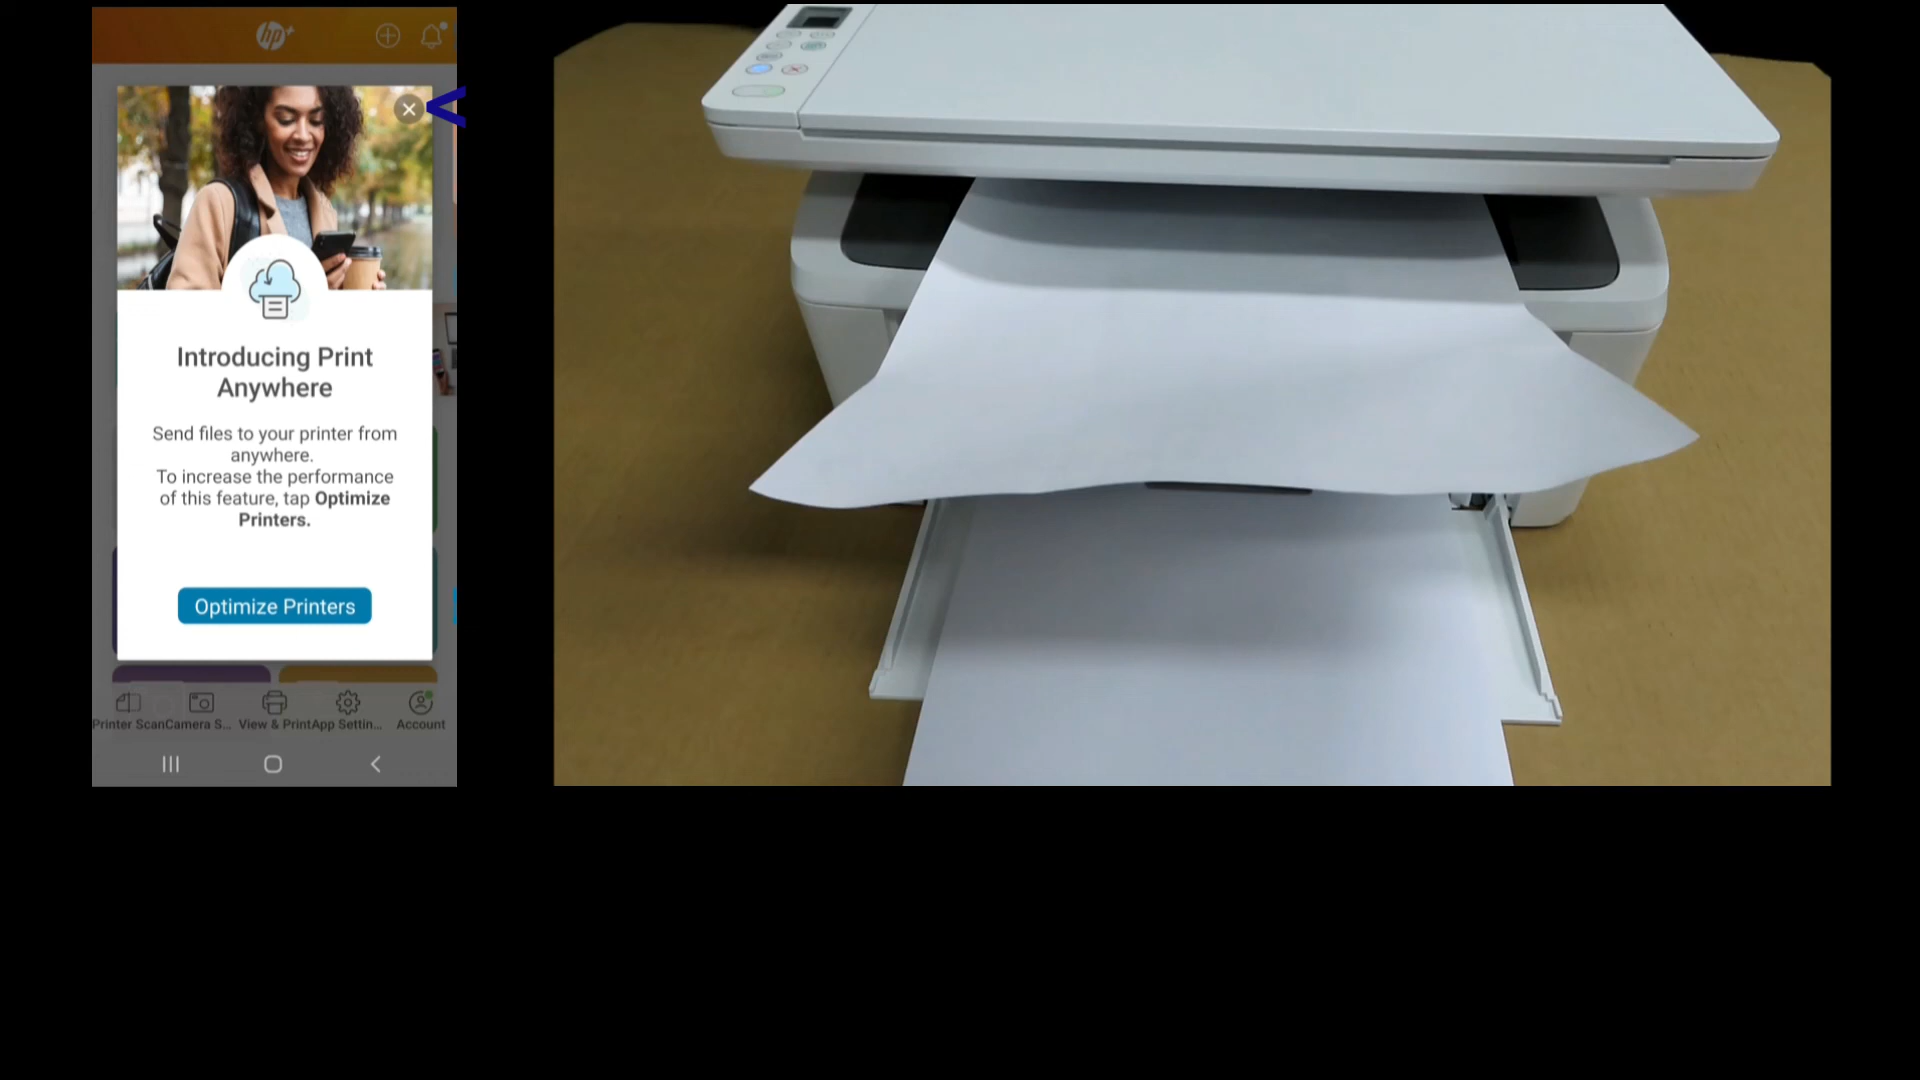 hp+
Introducing Print
Anywhere
Send files to your printer from
anywhere.
To increase the performance
of this feature, tap Optimize
Printers.
Optimize Printers
Printer Scan Camera S... View & Print App Settin... Account